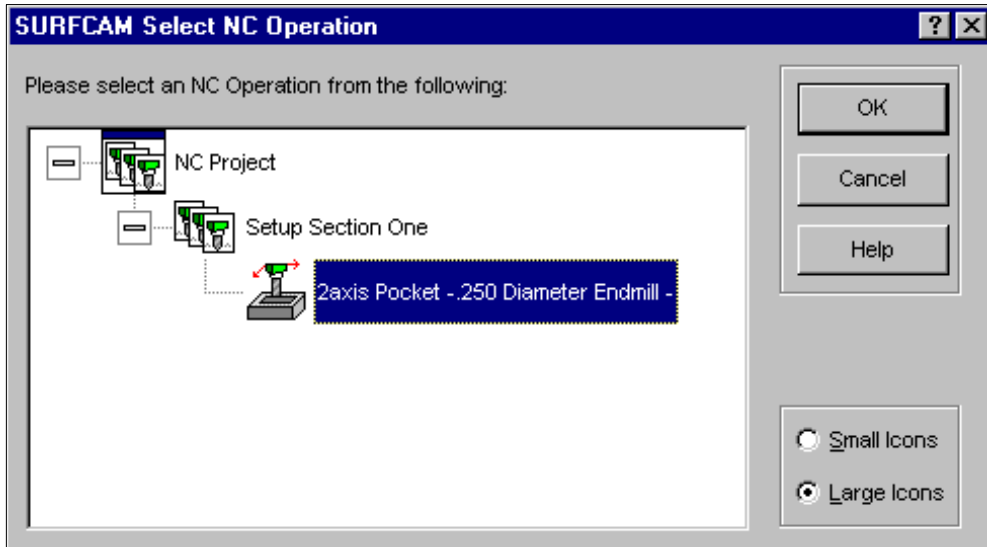 SURFCAM Select NC Operation
Please select an NC Operation from the following:
NC Project
Setup Section One
2axis Pocket -.250 Diameter Endmill -
OK
Cancel
Help
Small Icons
Large Icons